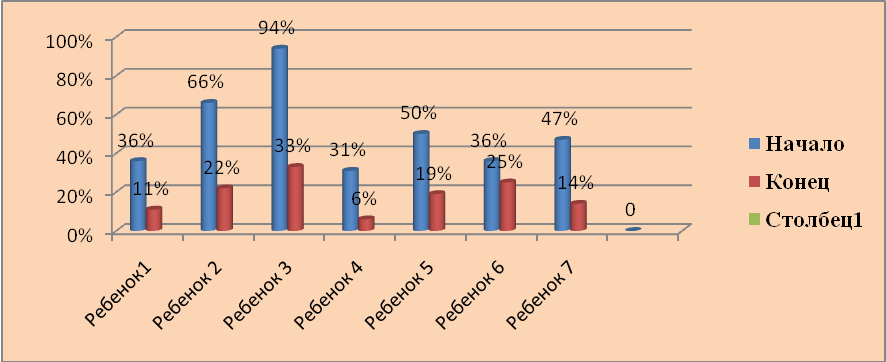 100%
80%
60%
40%
20%
0%
36%
11%
66%
22%
94%
33%
31%
6%
50%
19%
36%
25%
47%
14%
0
Ребенок1
Ребенок 2
Ребенок 3
Ребенок 4
Ребенок 5
Ребенок 6
Ребенок 7
Начало
Конец
Столбец1